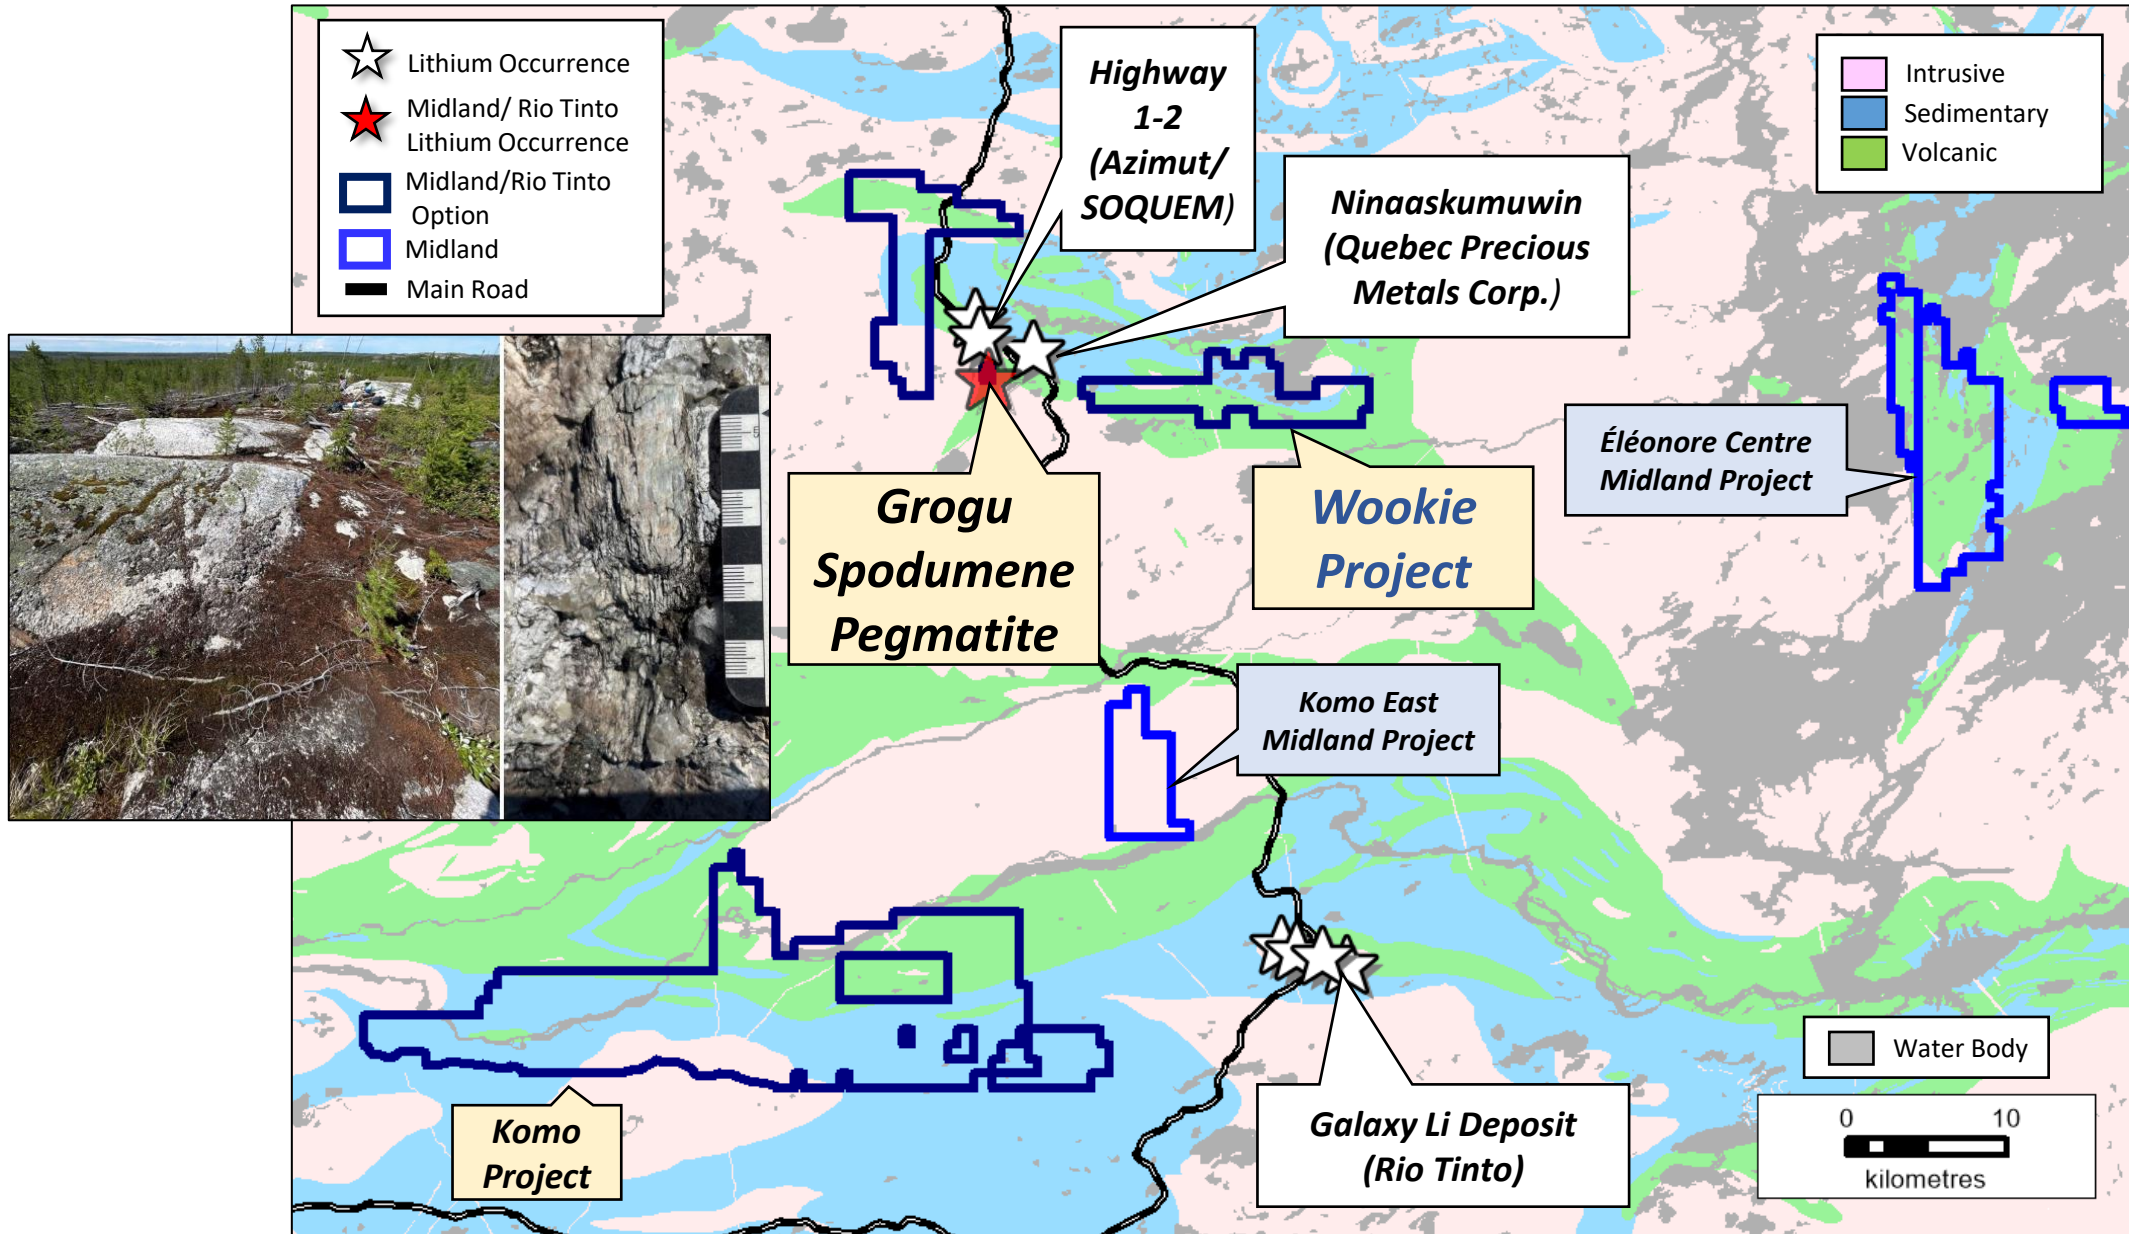 Lithium Occurrence
Midland/ Rio Tinto
Lithium Occurrence
Midland/Rio Tinto
Option
Midland
Main Road
Highway
1-2
(Azimut/
SOQUEM)
Ninaaskumuwin
(Quebec Precious
Metals Corp.)
Intrusive
Sedimentary
Volcanic
Grogu
Spodumene
Pegmatite
Wookie
Project
Éléonore Centre
Midland Project
Komo East
Midland Project
Komo
Project
Galaxy Li Deposit
(Rio Tinto)
Water Body
0 10
kilometres